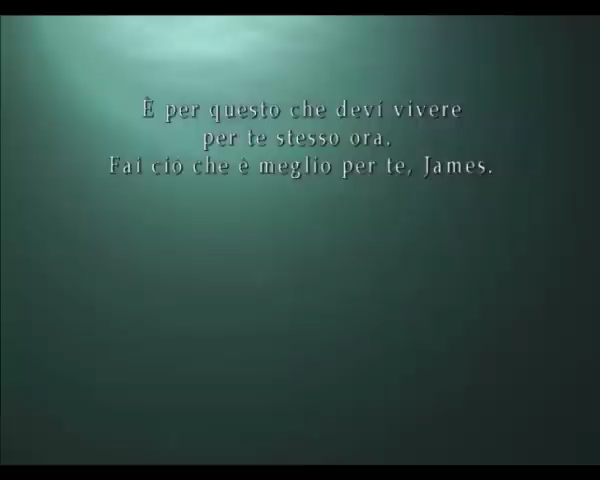 È per questo che devi vivere
per te stesso ora.
Fai ciò che è meglio per te, James.